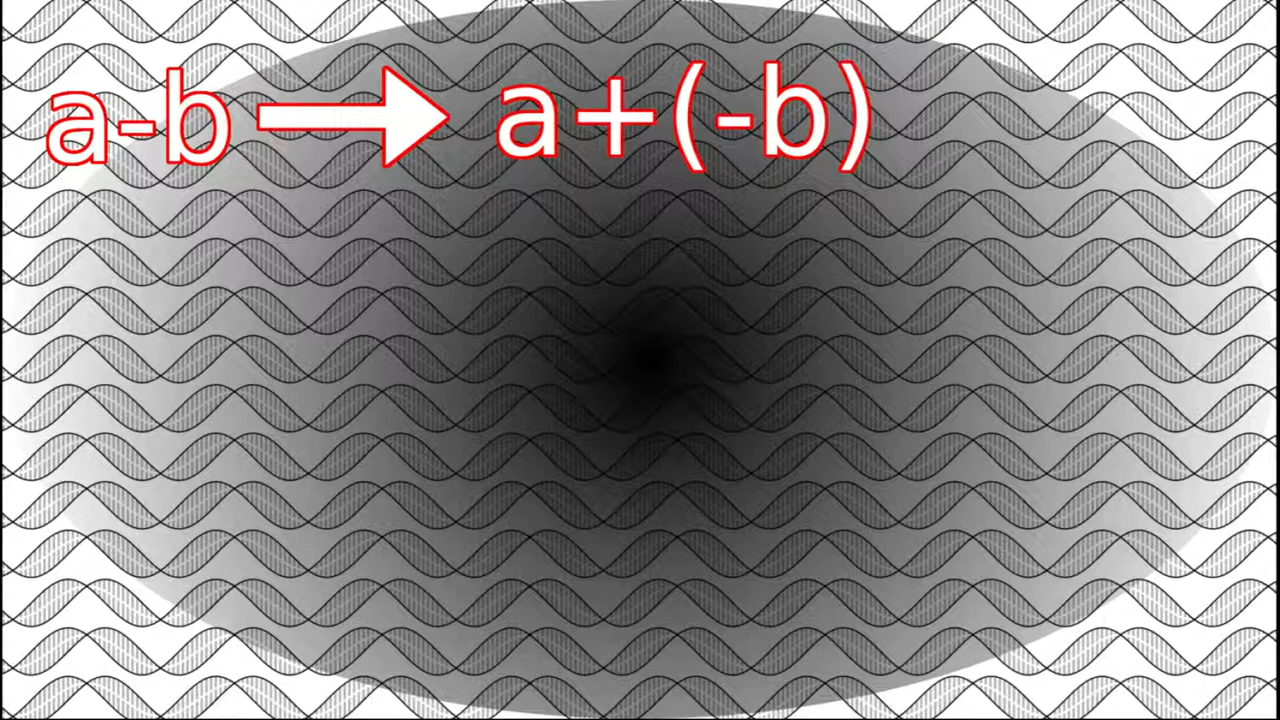 a-b → a+(-b)